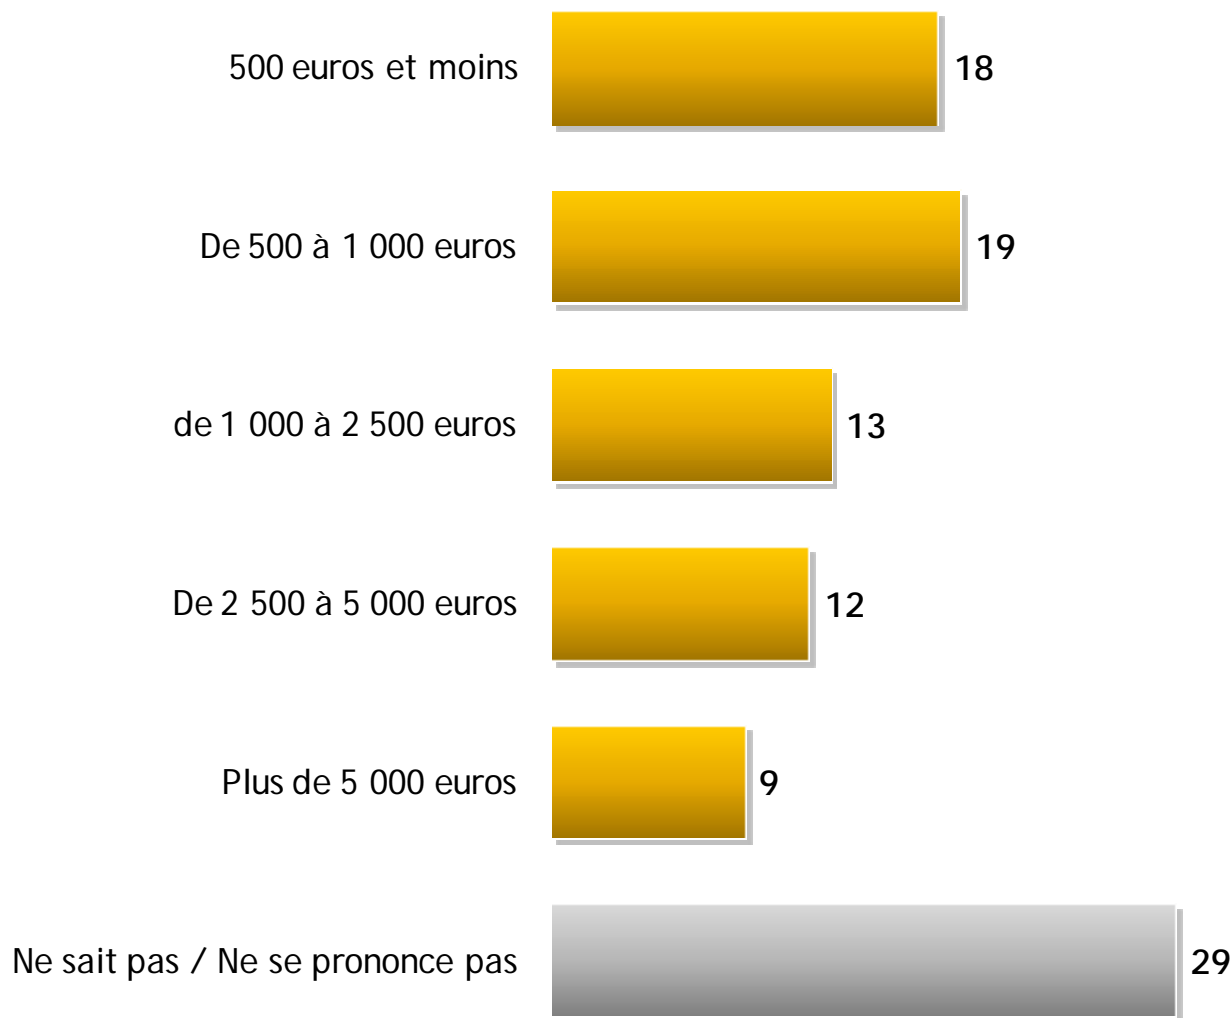 500 euros et moins 18
De 500 à 1 000 euros 19
de 1 000 à 2 500 euros 13
De 2 500 à 5 000 euros 12
Plus de 5 000 euros 9
Ne sait pas / Ne se prononce pas 29